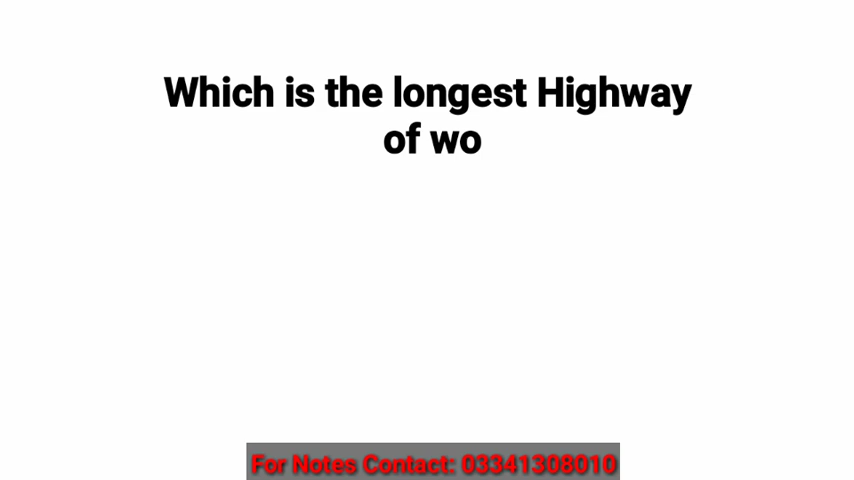 Which is the longest Highway
of wo
For Notes Contact: 03341308010